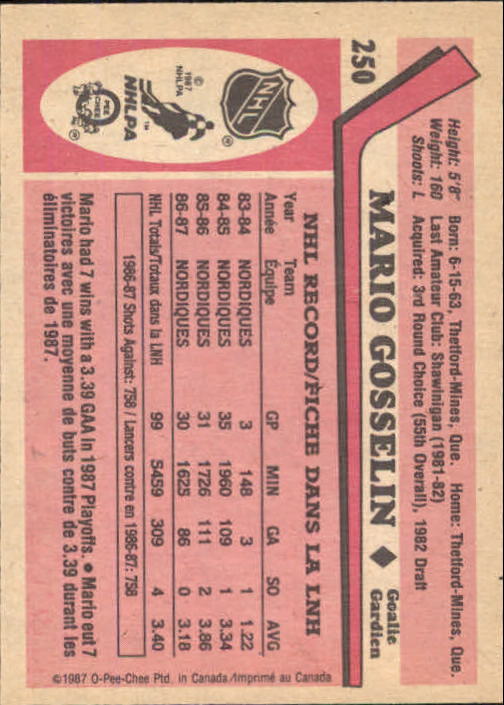 250
Height: 5'8" Born: 6-15-63, Thetford-Mines, Que. Home: Thetford-Mines, Que.
Weight: 160 Last Amateur Club: Shawinigan (1981-82)
Shoots: L Acquired: 3rd Round Choice (55th Overall), 1982 Draft
MARIO GOSSELIN ◆ Goalie
Gardien
NHL RECORD/FICHE DANS LA LNH
Year Team GP MIN GA SO AVG
Année Équipe
83-84 NORDIQUES 3 148 3 1 1.22
84-85 NORDIQUES 35 1960 109 1 3.34
85-86 NORDIQUES 31 1726 111 2 3.86
86-87 NORDIQUES 30 1625 86 0 3.18
NHL Totals/Totaux dans la LNH 99 5459 309 4 3.40
1986-87 Shots Against: 758 / Lancers contre en 1986-87: 758
Mario had 7 wins with a 3.39 GAA in 1987 Playoffs. • Mario eut 7
victoires avec une moyenne de buts contre de 3.39 durant les
éliminatoires de 1987.
NHL
®
© 1987
NHLPA
NHLPA
™
O PEE CHEE
®
©1987 O-Pee-Chee Ptd. in Canada/Imprimé au Canada